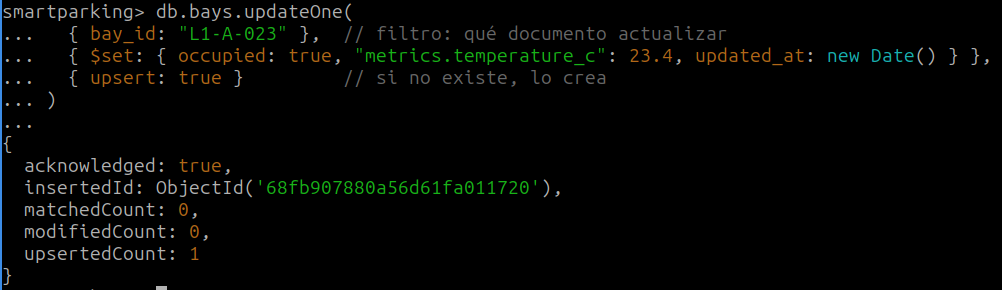 smartparking> db.bays.updateOne(
...   { bay_id: "L1-A-023" },  // filtro: qué documento actualizar
...   { $set: { occupied: true, "metrics.temperature_c": 23.4, updated_at: new Date() } },
...   { upsert: true }         // si no existe, lo crea
... )
...
{
  acknowledged: true,
  insertedId: ObjectId('68fb907880a56d61fa011720'),
  matchedCount: 0,
  modifiedCount: 0,
  upsertedCount: 1
}